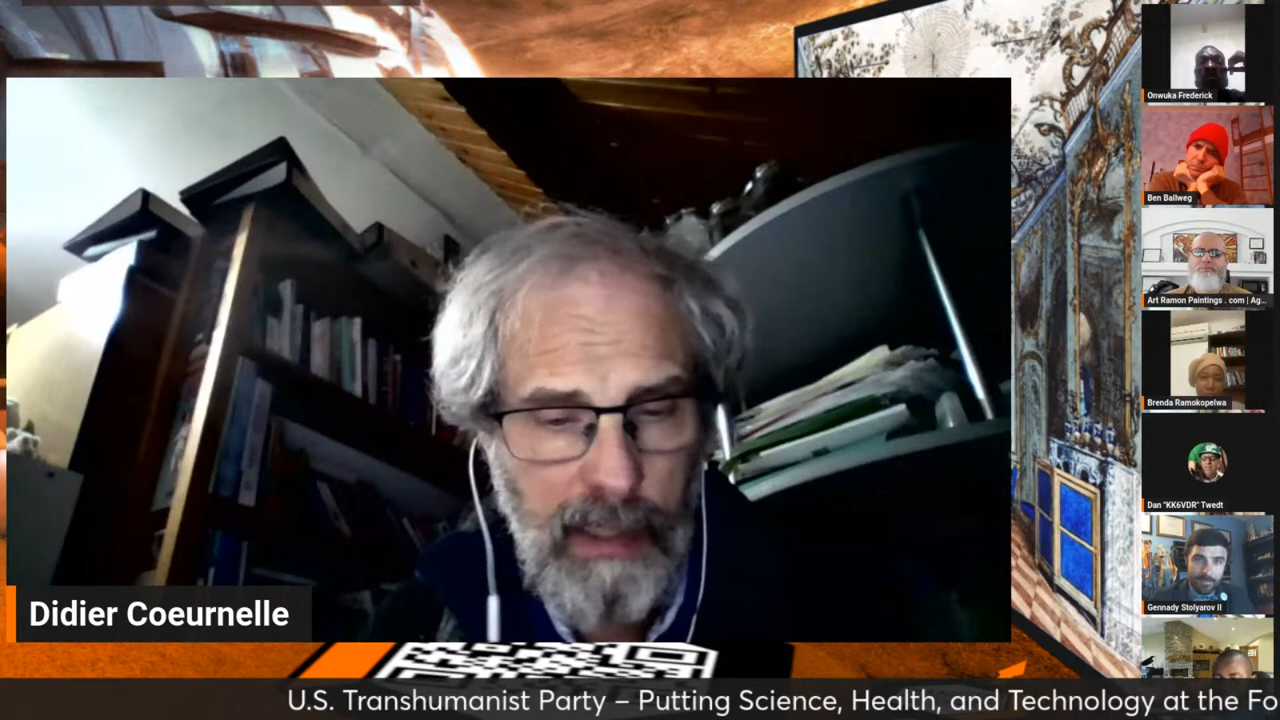 Onwuka Frederick
Ben Ballweg
Art Ramon Paintings . com | Ag...
Brenda Ramokopelwa
Dan "KK6VDR" Twedt
Gennady Stolyarov II
Didier Coeurnelle
U.S. Transhumanist Party – Putting Science, Health, and Technology at the Fo